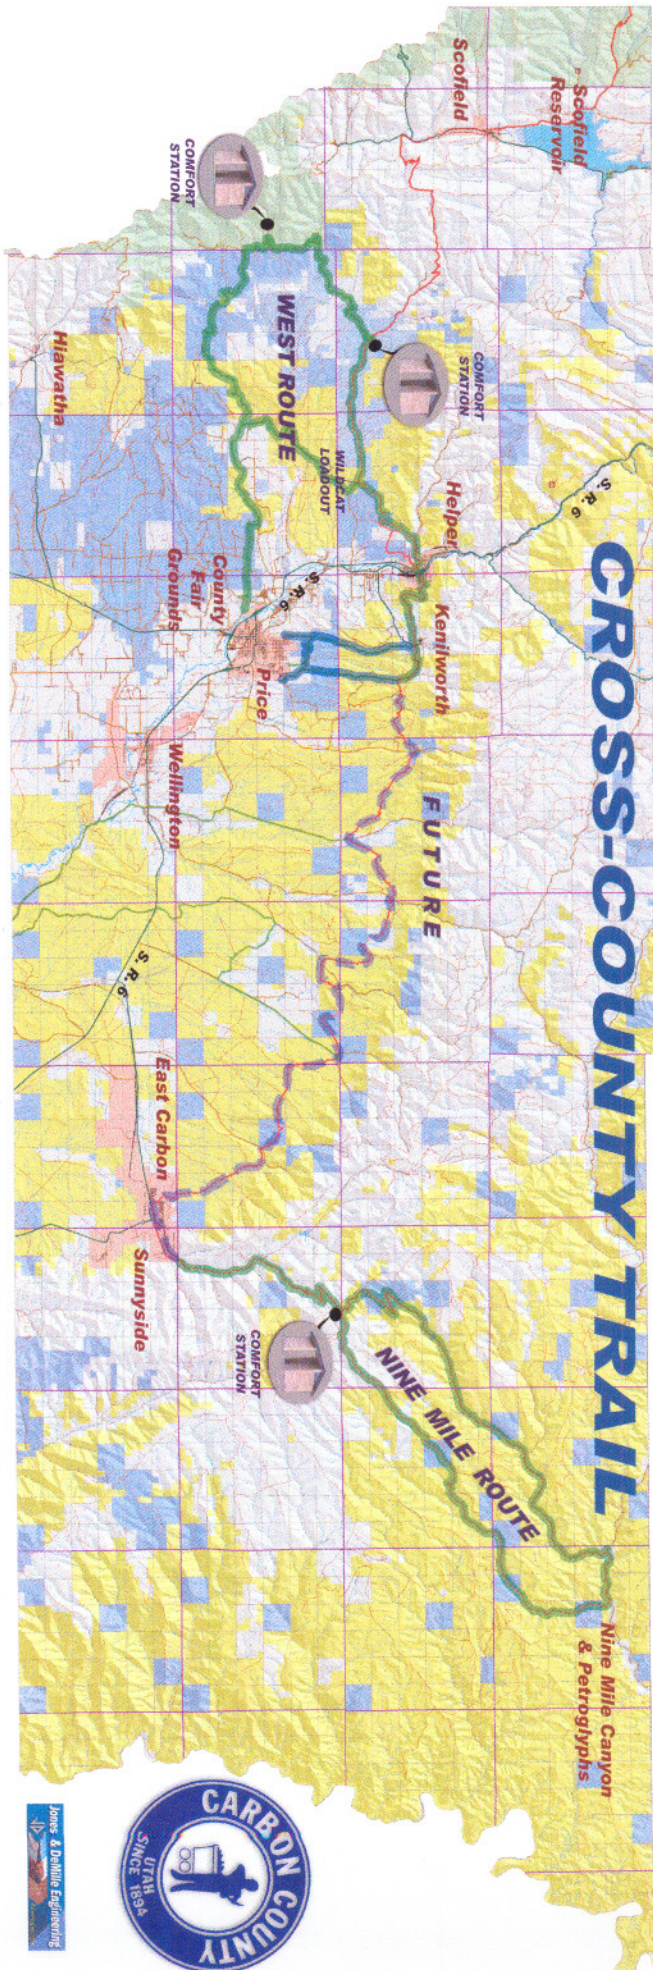 CROSS-COUNTY TRAIL
Scofield
Reservoir
Scofield
COMFORT
STATION
COMFORT
STATION
WEST ROUTE
WILDCAT
LOADOUT
Hiawatha
Helper
S. R. 6
Kenilworth
S. R. 6
County
Fair
Grounds
Price
Wellington
FUTURE
S. R. 6
East Carbon
Sunnyside
COMFORT
STATION
NINE MILE ROUTE
Nine Mile Canyon
& Petroglyphs
CARBON COUNTY
UTAH
SINCE 1894
Jones & DeMille Engineering